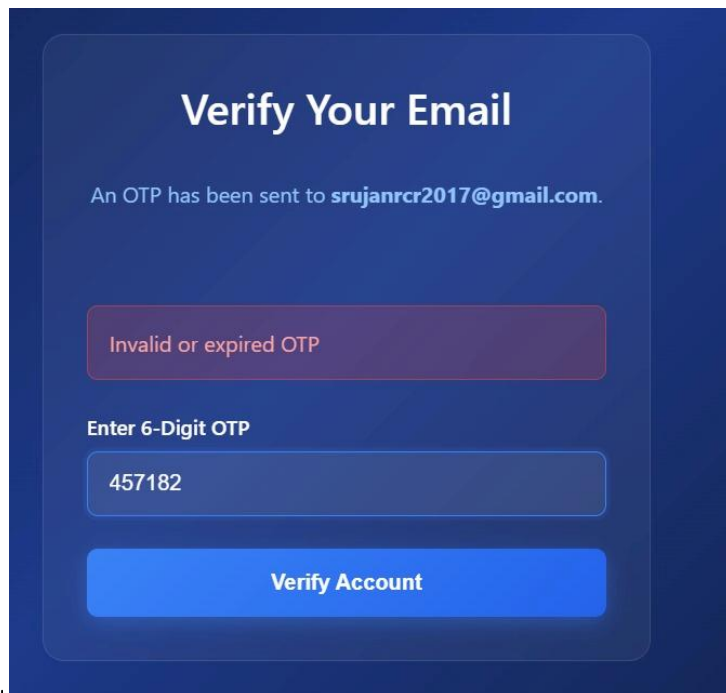 Verify Your Email
An OTP has been sent to srujanrcr2017@gmail.com.
Invalid or expired OTP
Enter 6-Digit OTP
457182
Verify Account